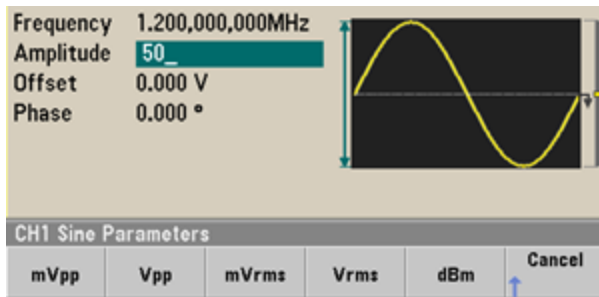 Frequency 1.200,000,000MHz
Amplitude 50_
Offset 0.000 V
Phase 0.000 °
CH1 Sine Parameters
mVpp Vpp mVrms Vrms dBm Cancel